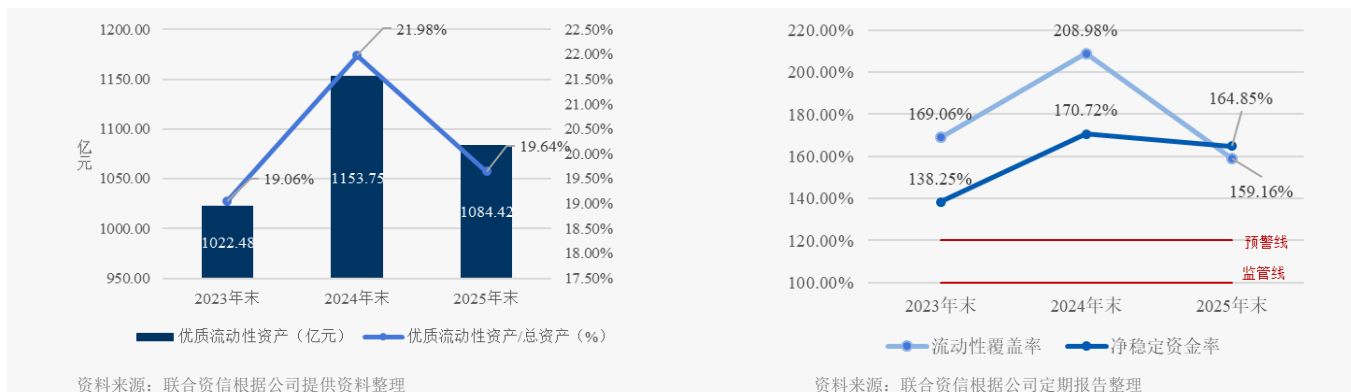 1200.00
1150.00
1100.00
1050.00
1000.00
950.00
亿元
22.50%
22.00%
21.50%
21.00%
20.50%
20.00%
19.50%
19.00%
18.50%
18.00%
17.50%
19.06%
21.98%
19.64%
1022.48
1153.75
1084.42
2023年末
2024年末
2025年末
优质流动性资产（亿元）
优质流动性资产/总资产（%）
资料来源：联合资信根据公司提供资料整理
220.00%
200.00%
180.00%
160.00%
140.00%
120.00%
100.00%
169.06%
208.98%
159.16%
138.25%
170.72%
164.85%
预警线
监管线
2023年末
2024年末
2025年末
流动性覆盖率
净稳定资金率
资料来源：联合资信根据公司定期报告整理